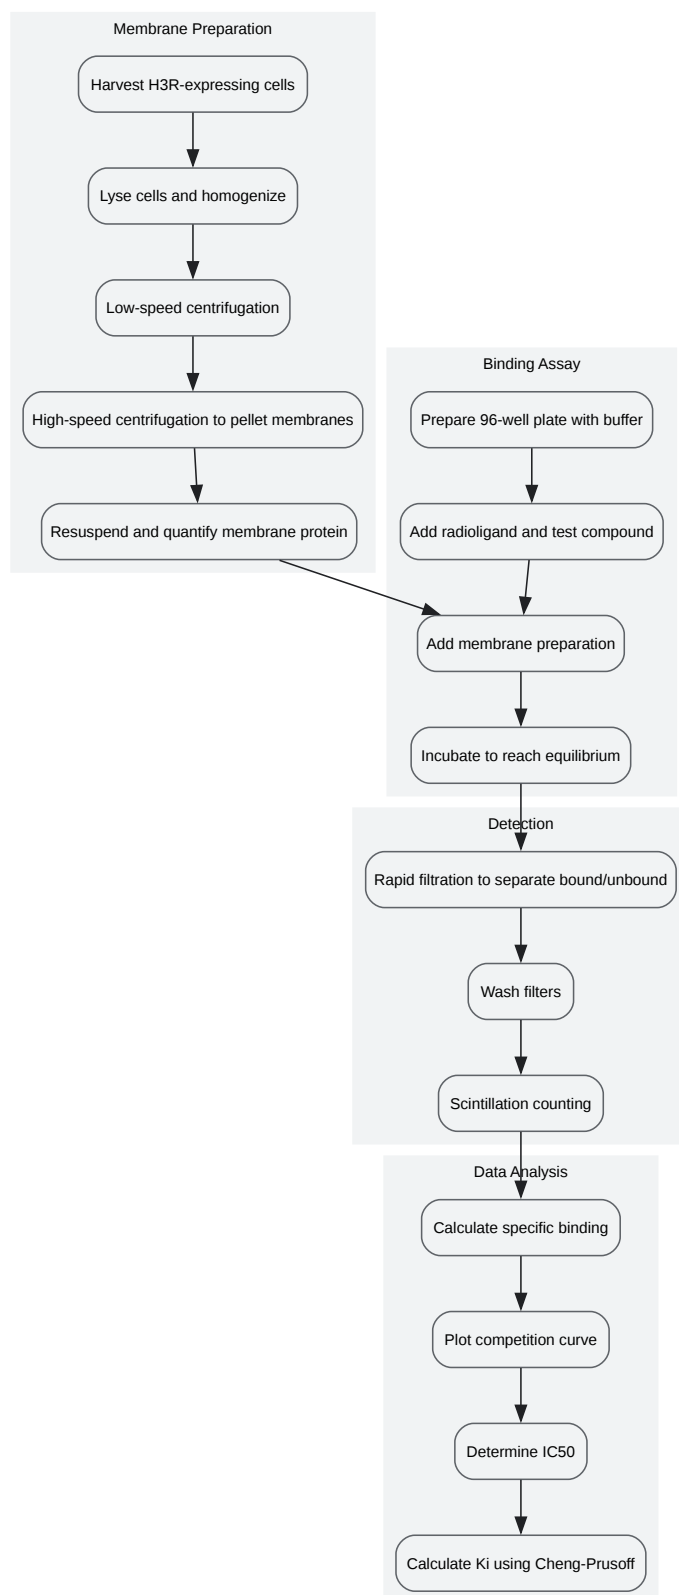 Membrane Preparation
Harvest H3R-expressing cells
Lyse cells and homogenize
Low-speed centrifugation
High-speed centrifugation to pellet membranes
Resuspend and quantify membrane protein
Binding Assay
Prepare 96-well plate with buffer
Add radioligand and test compound
Add membrane preparation
Incubate to reach equilibrium
Detection
Rapid filtration to separate bound/unbound
Wash filters
Scintillation counting
Data Analysis
Calculate specific binding
Plot competition curve
Determine IC50
Calculate Ki using Cheng-Prusoff